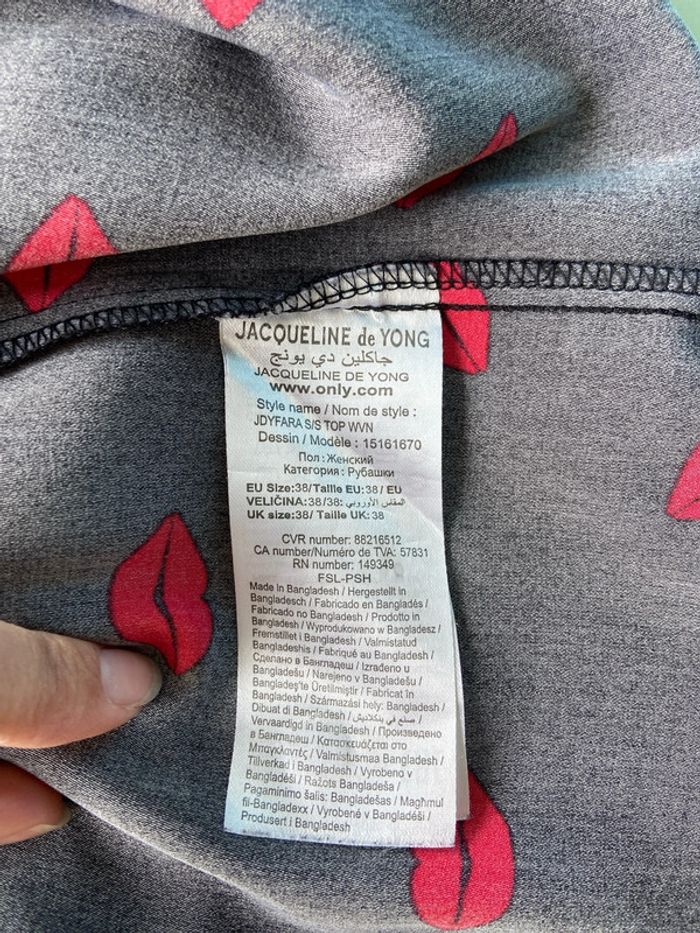 JACQUELINE de YONG
جاكلين دي يونج
JACQUELINE DE YONG
www.only.com
Style name / Nom de style :
JDYFARA S/S TOP WVN
Dessin / Modèle : 15161670
Пол : Женский
Категория : Рубашки
EU Size:38/Taille EU:38/ EU
VELIČINA:38/38: المقاس الأوروبي
UK size:38/ Taille UK:38
CVR number: 88216512
CA number/Numéro de TVA: 57831
RN number: 149349
FSL-PSH
Made in Bangladesh / Hergestellt in
Bangladesch / Fabricado en Bangladés /
Fabricado no Bangladesh / Prodotto in
Bangladesh / Wyprodukowano w Bangladesz /
Fremstillet i Bangladesh / Valmistatud
Bangladeshis / Fabriqué au Bangladesh /
Сделано в Бангладеш / Izrađeno u
Bangladešu / Narejeno v Bangladešu /
Bangladeş'te Üretilmiştir / Fabricat în
Bangladesh / Származási hely: Bangladesh /
Dibuat di Bangladesh / صنع في بنكلاديش /
Vervaardigd in Bangladesh / Произведено
в Бангладеш / Κατασκευάζεται στο
Μπαγκλαντές / Valmistusmaa Bangladesh /
Tillverkad i Bangladesh / Vyrobeno v
Bangladéši / Ražots Bangladeša /
Pagaminimo šalis: Bangladešas / Magħmul
fil-Bangladexx / Vyrobené v Bangladéši /
Produsert i Bangladesh